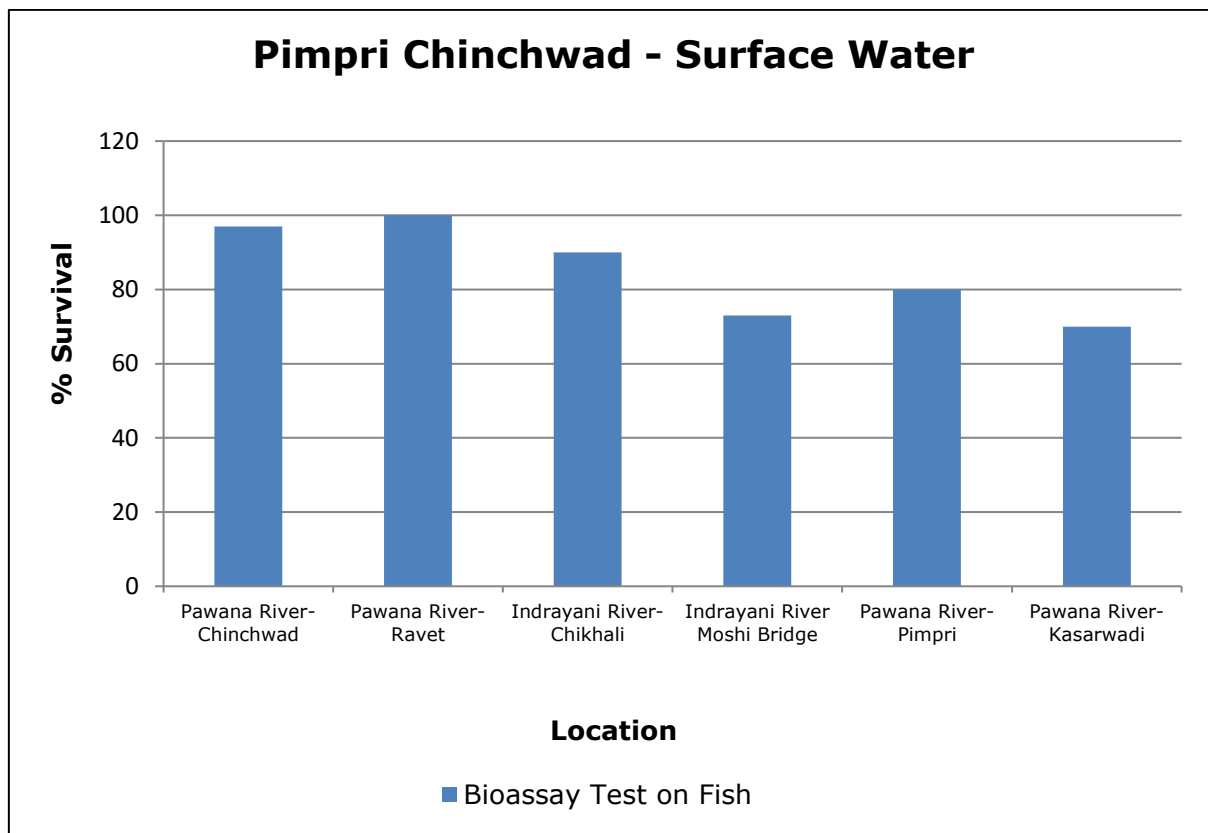 Pimpri Chinchwad - Surface Water
% Survival
120
100
80
60
40
20
0
Pawana River-
Chinchwad
Pawana River-
Ravet
Indrayani River-
Chikhali
Indrayani River
Moshi Bridge
Pawana River-
Pimpri
Pawana River-
Kasarwadi
Location
Bioassay Test on Fish